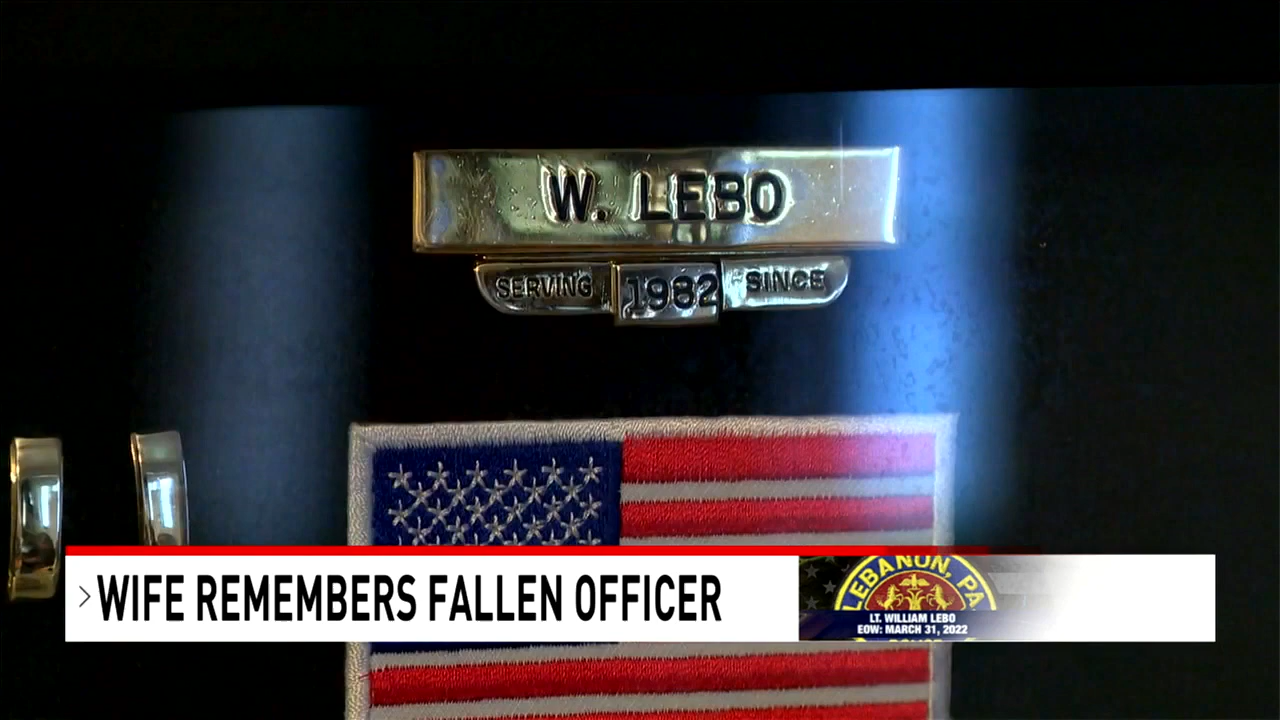 W. LEBO
SERVING 1982 SINCE
WIFE REMEMBERS FALLEN OFFICER
LEBANON, PA
LT. WILLIAM LEBO
EOW: MARCH 31, 2022